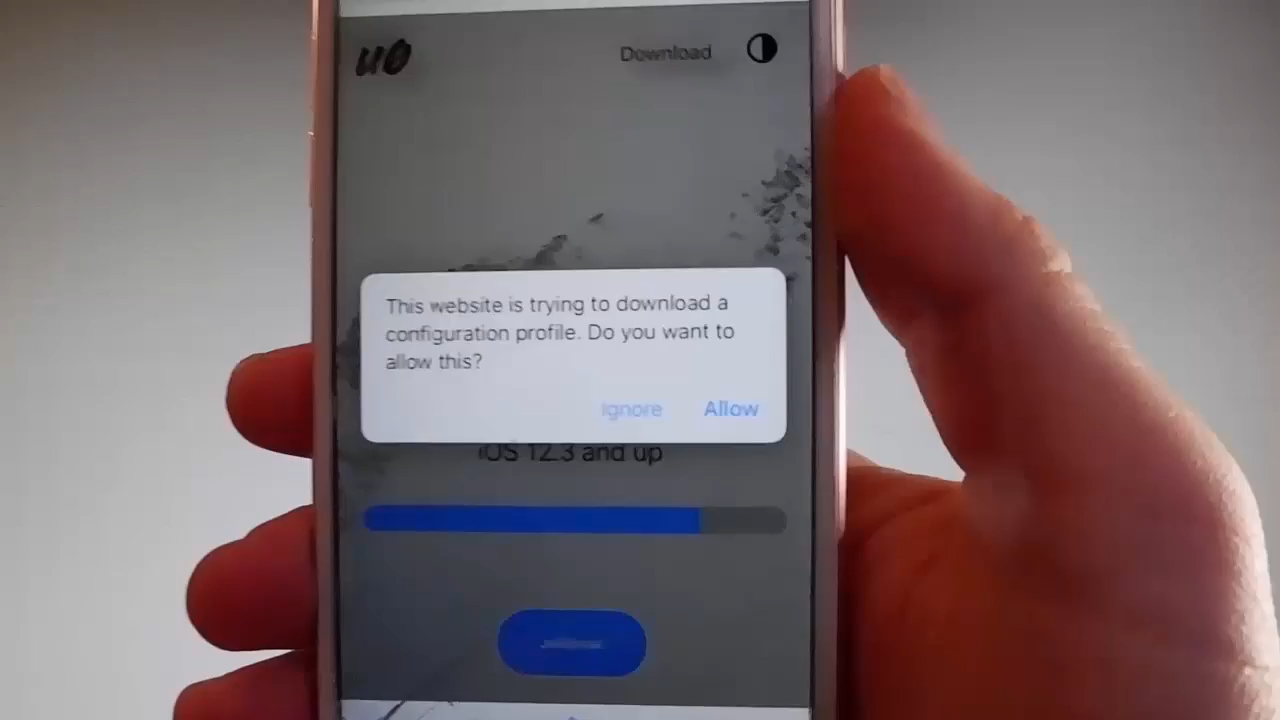 u0
Download
This website is trying to download a
configuration profile. Do you want to
allow this?
Ignore
Allow
iOS 12.3 and up